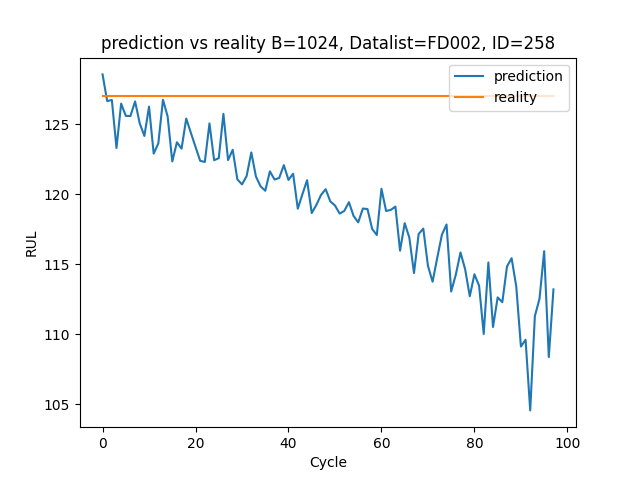 prediction vs reality B=1024, Datalist=FD002, ID=258
prediction
reality
125
120
115
110
105
RUL
0 20 40 60 80 100
Cycle